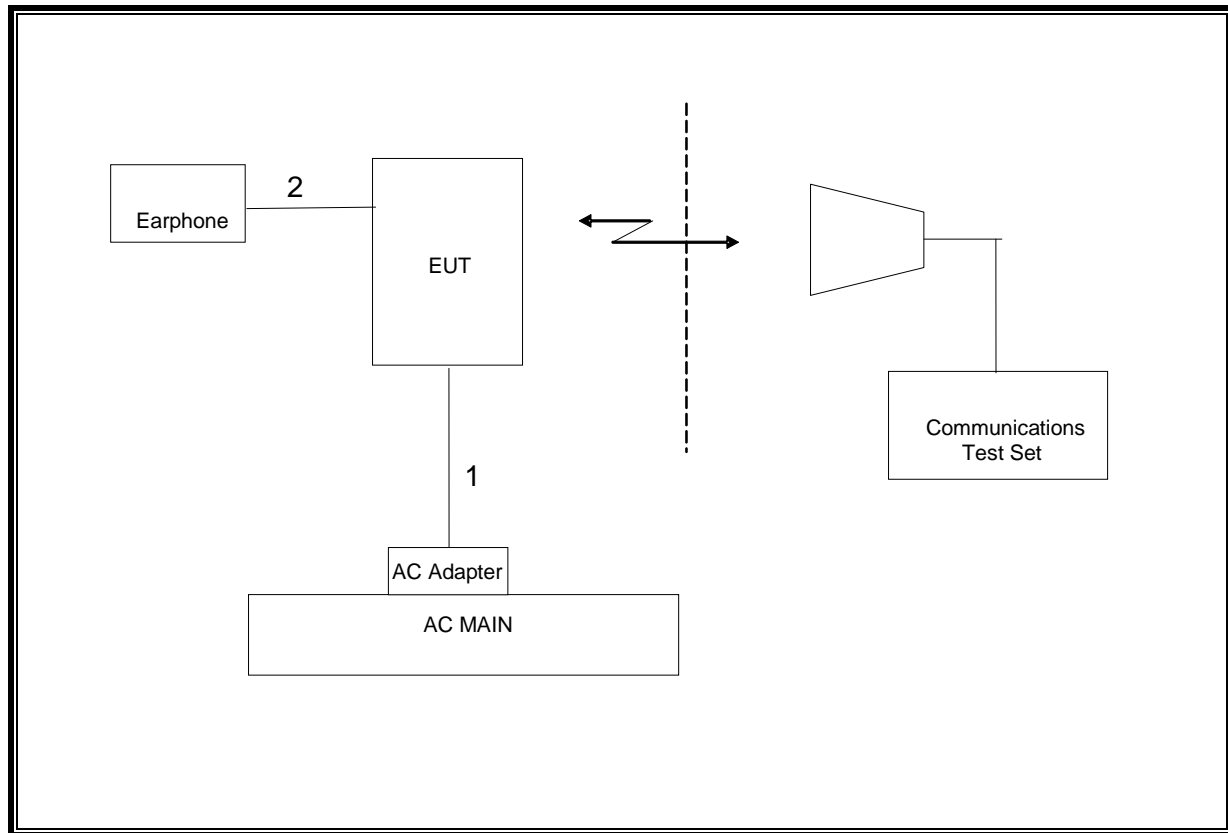 2
Earphone
EUT
1
Communications
Test Set
AC Adapter
AC MAIN